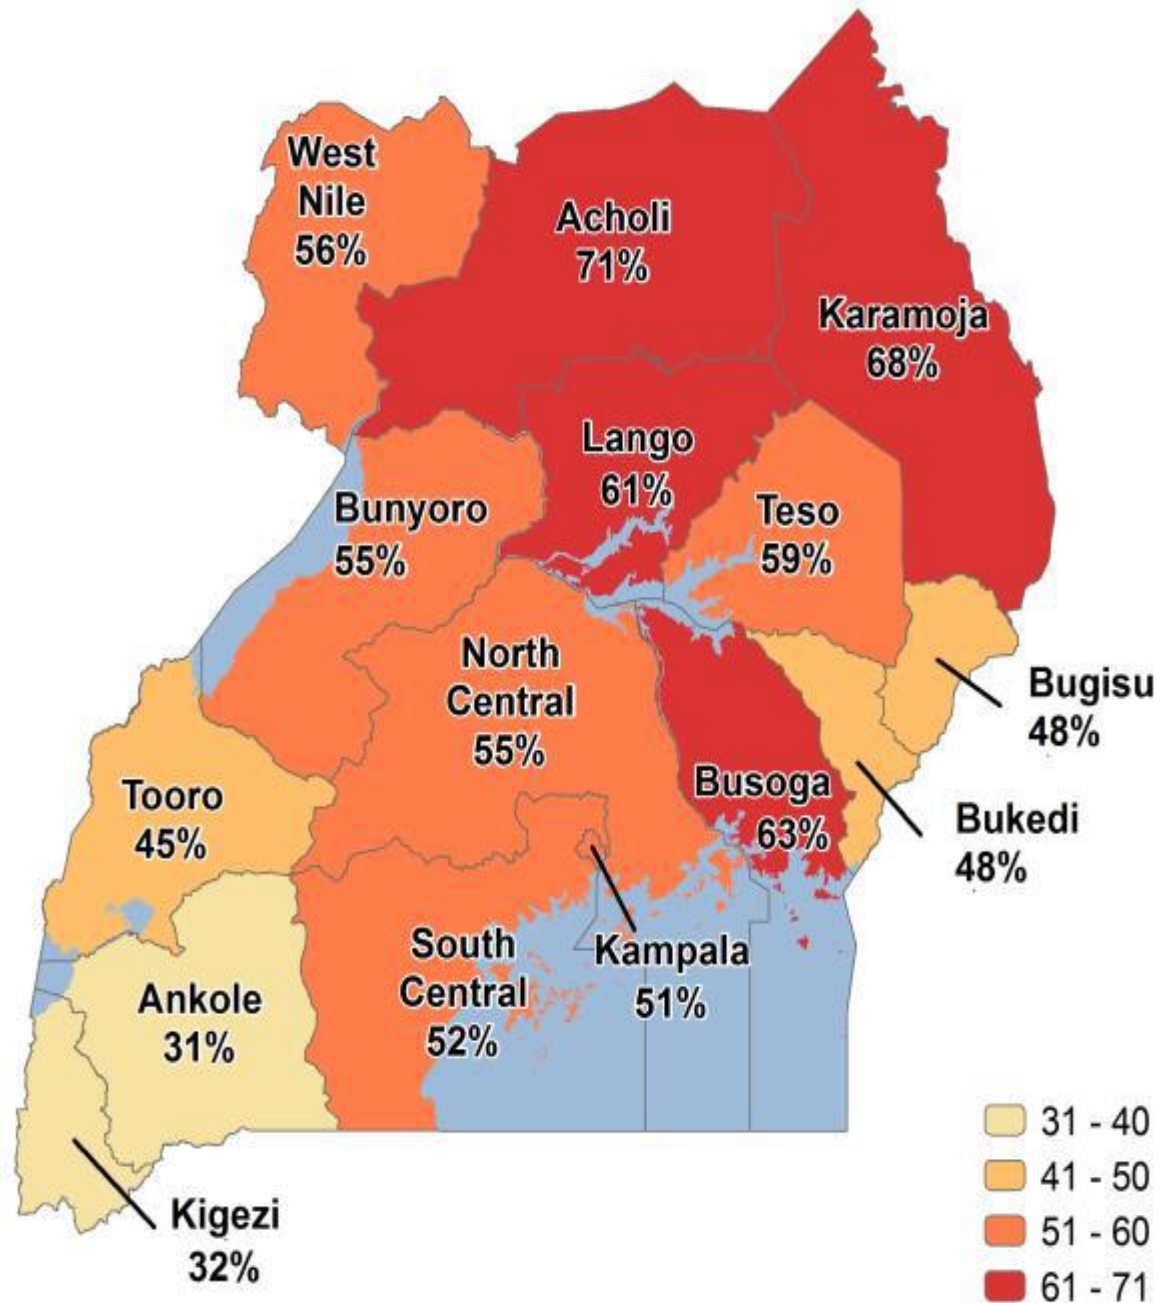 West
Nile
56%
Acholi
71%
Karamoja
68%
Lango
61%
Bunyoro
55%
Teso
59%
North
Central
55%
Bugisu
48%
Tooro
45%
Busoga
63%
Bukedi
48%
South
Central
52%
Kampala
51%
Ankole
31%
Kigezi
32%
31 - 40
41 - 50
51 - 60
61 - 71